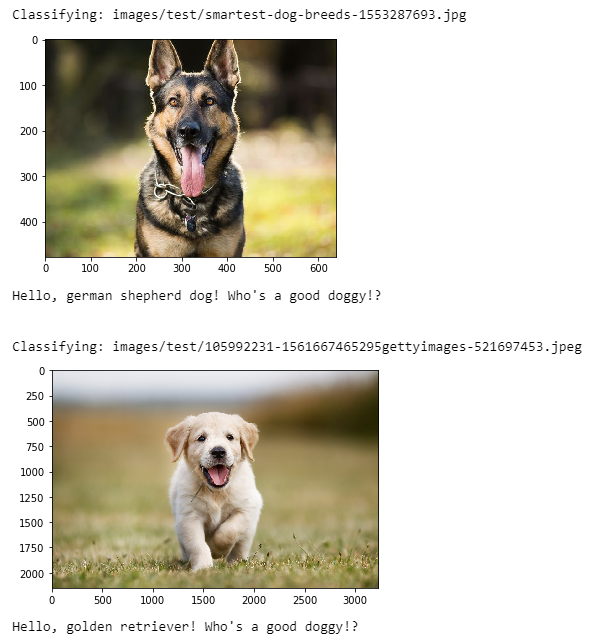 Classifying: images/test/smartest-dog-breeds-1553287693.jpg
0
100
200
300
400
0 100 200 300 400 500 600
Hello, german shepherd dog! Who's a good doggy!?
Classifying: images/test/105992231-1561667465295gettyimages-521697453.jpeg
0
250
500
750
1000
1250
1500
1750
2000
0 500 1000 1500 2000 2500 3000
Hello, golden retriever! Who's a good doggy!?